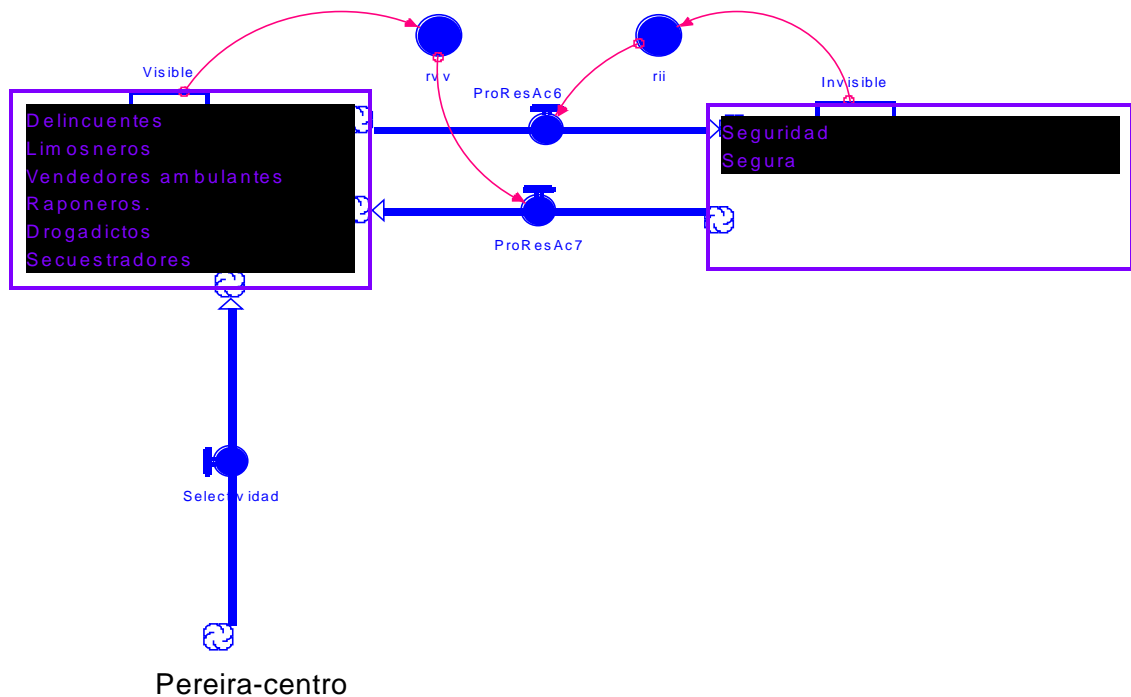 Visible
rvv
rii
ProResAc6
Invisible
Delincuentes
Limosneros
Vendedores ambulantes
Raponeros.
Drogadictos
Secuestradores
Seguridad
Segura
ProResAc7
Selectividad
Pereira-centro